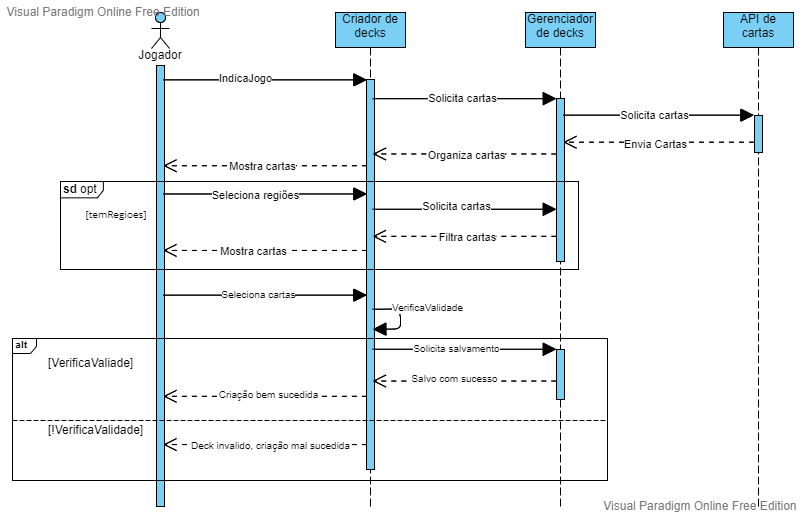 Visual Paradigm Online Free Edition
Jogador
Criador de
decks
Gerenciador
de decks
API de
cartas
IndicaJogo
Solicita cartas
Solicita cartas
Envia Cartas
Organiza cartas
Mostra cartas
sd opt
Seleciona regiões
[temRegioes]
Solicita cartas
Filtra cartas
Mostra cartas
Seleciona cartas
VerificaValidade
alt
Solicita salvamento
[VerificaValiade]
Salvo com sucesso
Criação bem sucedida
[!VerificaValidade]
Deck invalido, criação mal sucedida
Visual Paradigm Online Free Edition